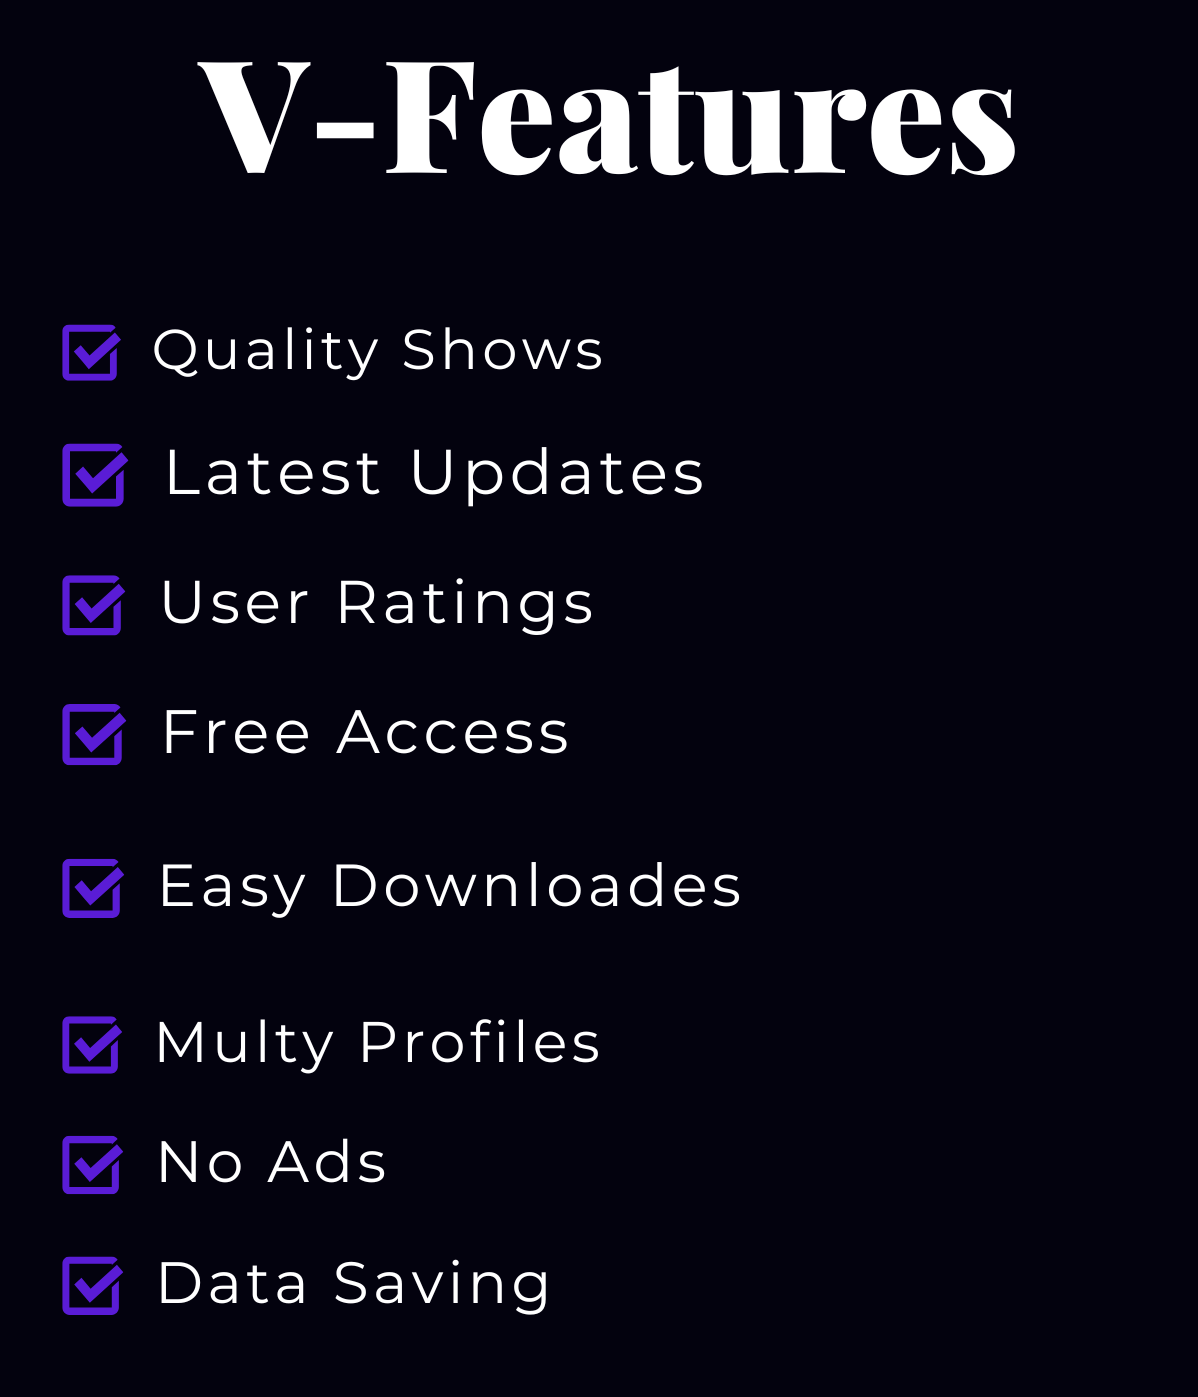 V-Features
Quality Shows
Latest Updates
User Ratings
Free Access
Easy Downloades
Multy Profiles
No Ads
Data Saving